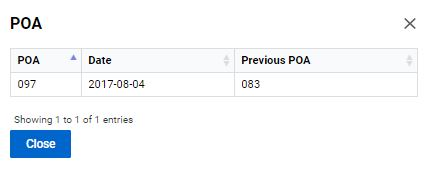 POA
POA Date Previous POA
097 2017-08-04 083
Showing 1 to 1 of 1 entries
Close